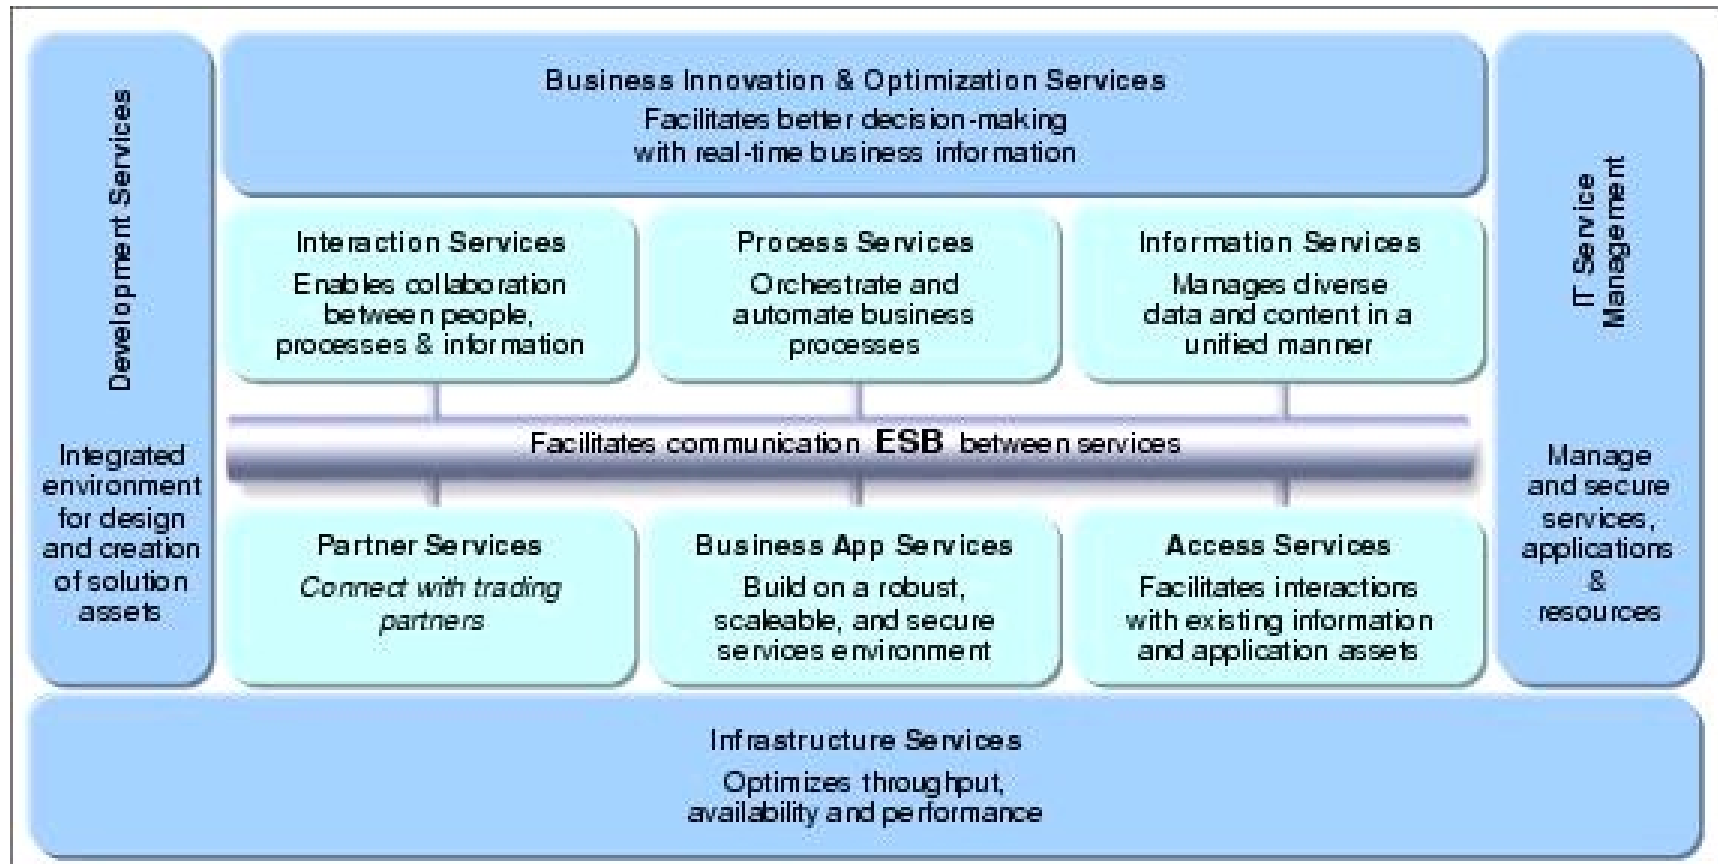 Development Services
Integrated
environment
for design
and creation
of solution
assets
Business Innovation & Optimization Services
Facilitates better decision-making
with real-time business information
Interaction Services
Enables collaboration
between people,
processes & information
Process Services
Orchestrate and
automate business
processes
Information Services
Manages diverse
data and content in a
unified manner
Facilitates communication ESB between services
Partner Services
Connect with trading
partners
Business App Services
Build on a robust,
scaleable, and secure
services environment
Access Services
Facilitates interactions
with existing information
and application assets
IT Service
Management
Manage
and secure
services,
applications
&
resources
Infrastructure Services
Optimizes throughput,
availability and performance